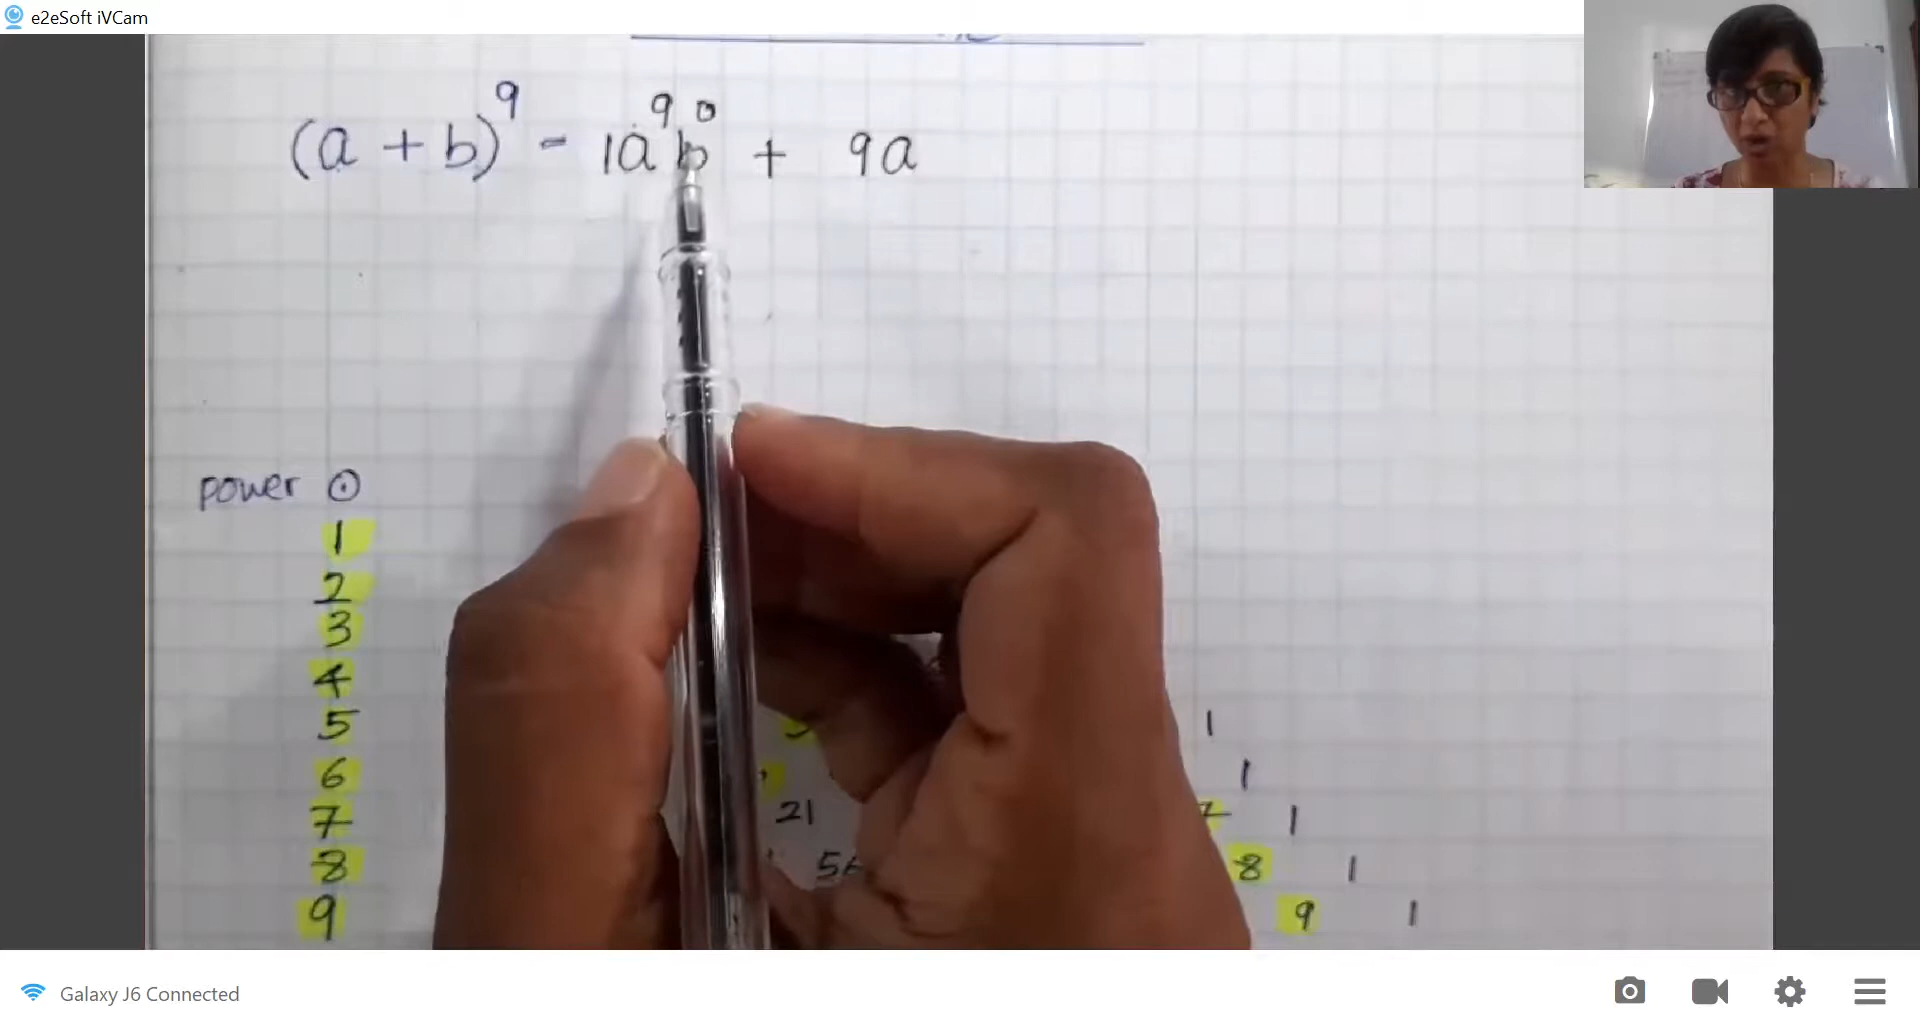 e2eSoft iVCam
(a + b)⁹ = 1a⁹b⁰ + 9a
power 0
1
2
3
4
5 1
6 1
7 21 1
8 56 8 1
9 9 1
Galaxy J6 Connected